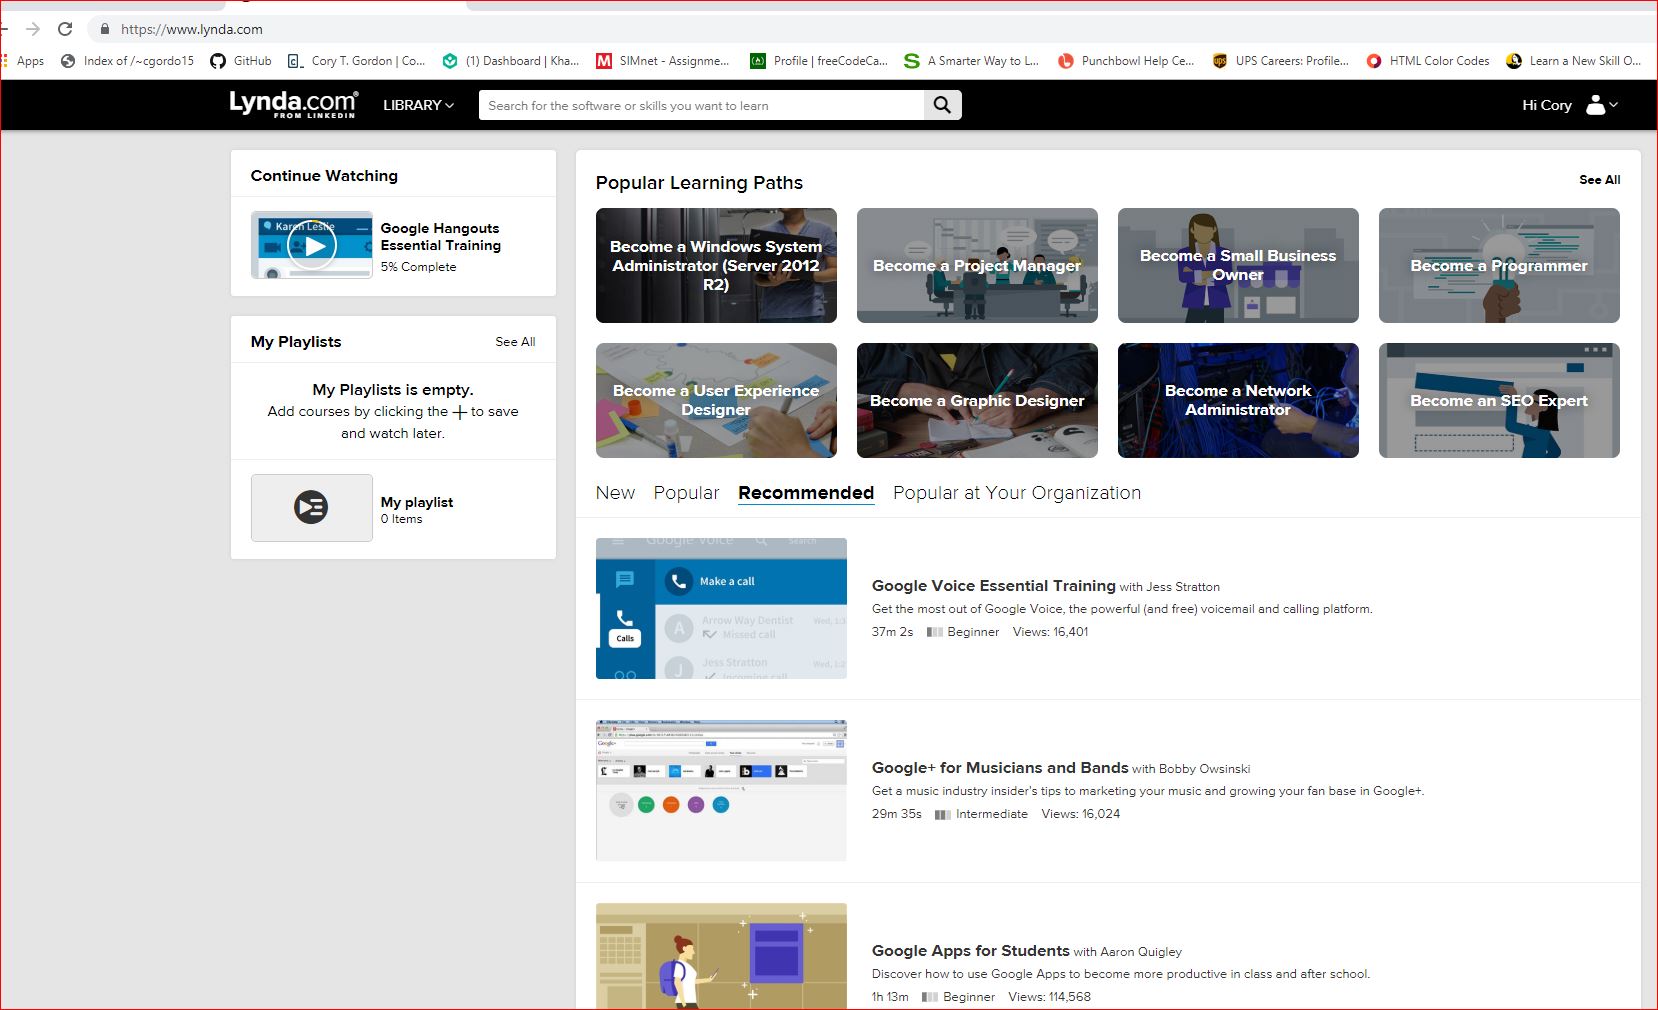 https://www.lynda.com
Apps
Index of /~cgordo15
GitHub
Cory T. Gordon | Co...
(1) Dashboard | Kha...
SIMnet - Assignme...
Profile | freeCodeCa...
A Smarter Way to L...
Punchbowl Help Ce...
UPS Careers: Profile...
HTML Color Codes
Learn a New Skill O...
Lynda.com®
FROM LINKEDIN
LIBRARY
Search for the software or skills you want to learn
Hi Cory
Continue Watching
Karen Leslie
Google Hangouts
Essential Training
5% Complete
My Playlists
See All
My Playlists is empty.
Add courses by clicking the + to save
and watch later.
My playlist
0 Items
Popular Learning Paths
See All
Become a Windows System
Administrator (Server 2012
R2)
Become a Project Manager
Become a Small Business
Owner
Become a Programmer
Become a User Experience
Designer
Become a Graphic Designer
Become a Network
Administrator
Become an SEO Expert
New
Popular
Recommended
Popular at Your Organization
Google Voice
Search
Make a call
Calls
A
Arrow Way Dentist
Missed call
J
Jess Stratton
Incoming call
Google Voice Essential Training with Jess Stratton
Get the most out of Google Voice, the powerful (and free) voicemail and calling platform.
37m 2s Beginner Views: 16,401
Google+ for Musicians and Bands with Bobby Owsinski
Get a music industry insider's tips to marketing your music and growing your fan base in Google+.
29m 35s Intermediate Views: 16,024
Google Apps for Students with Aaron Quigley
Discover how to use Google Apps to become more productive in class and after school.
1h 13m Beginner Views: 114,568